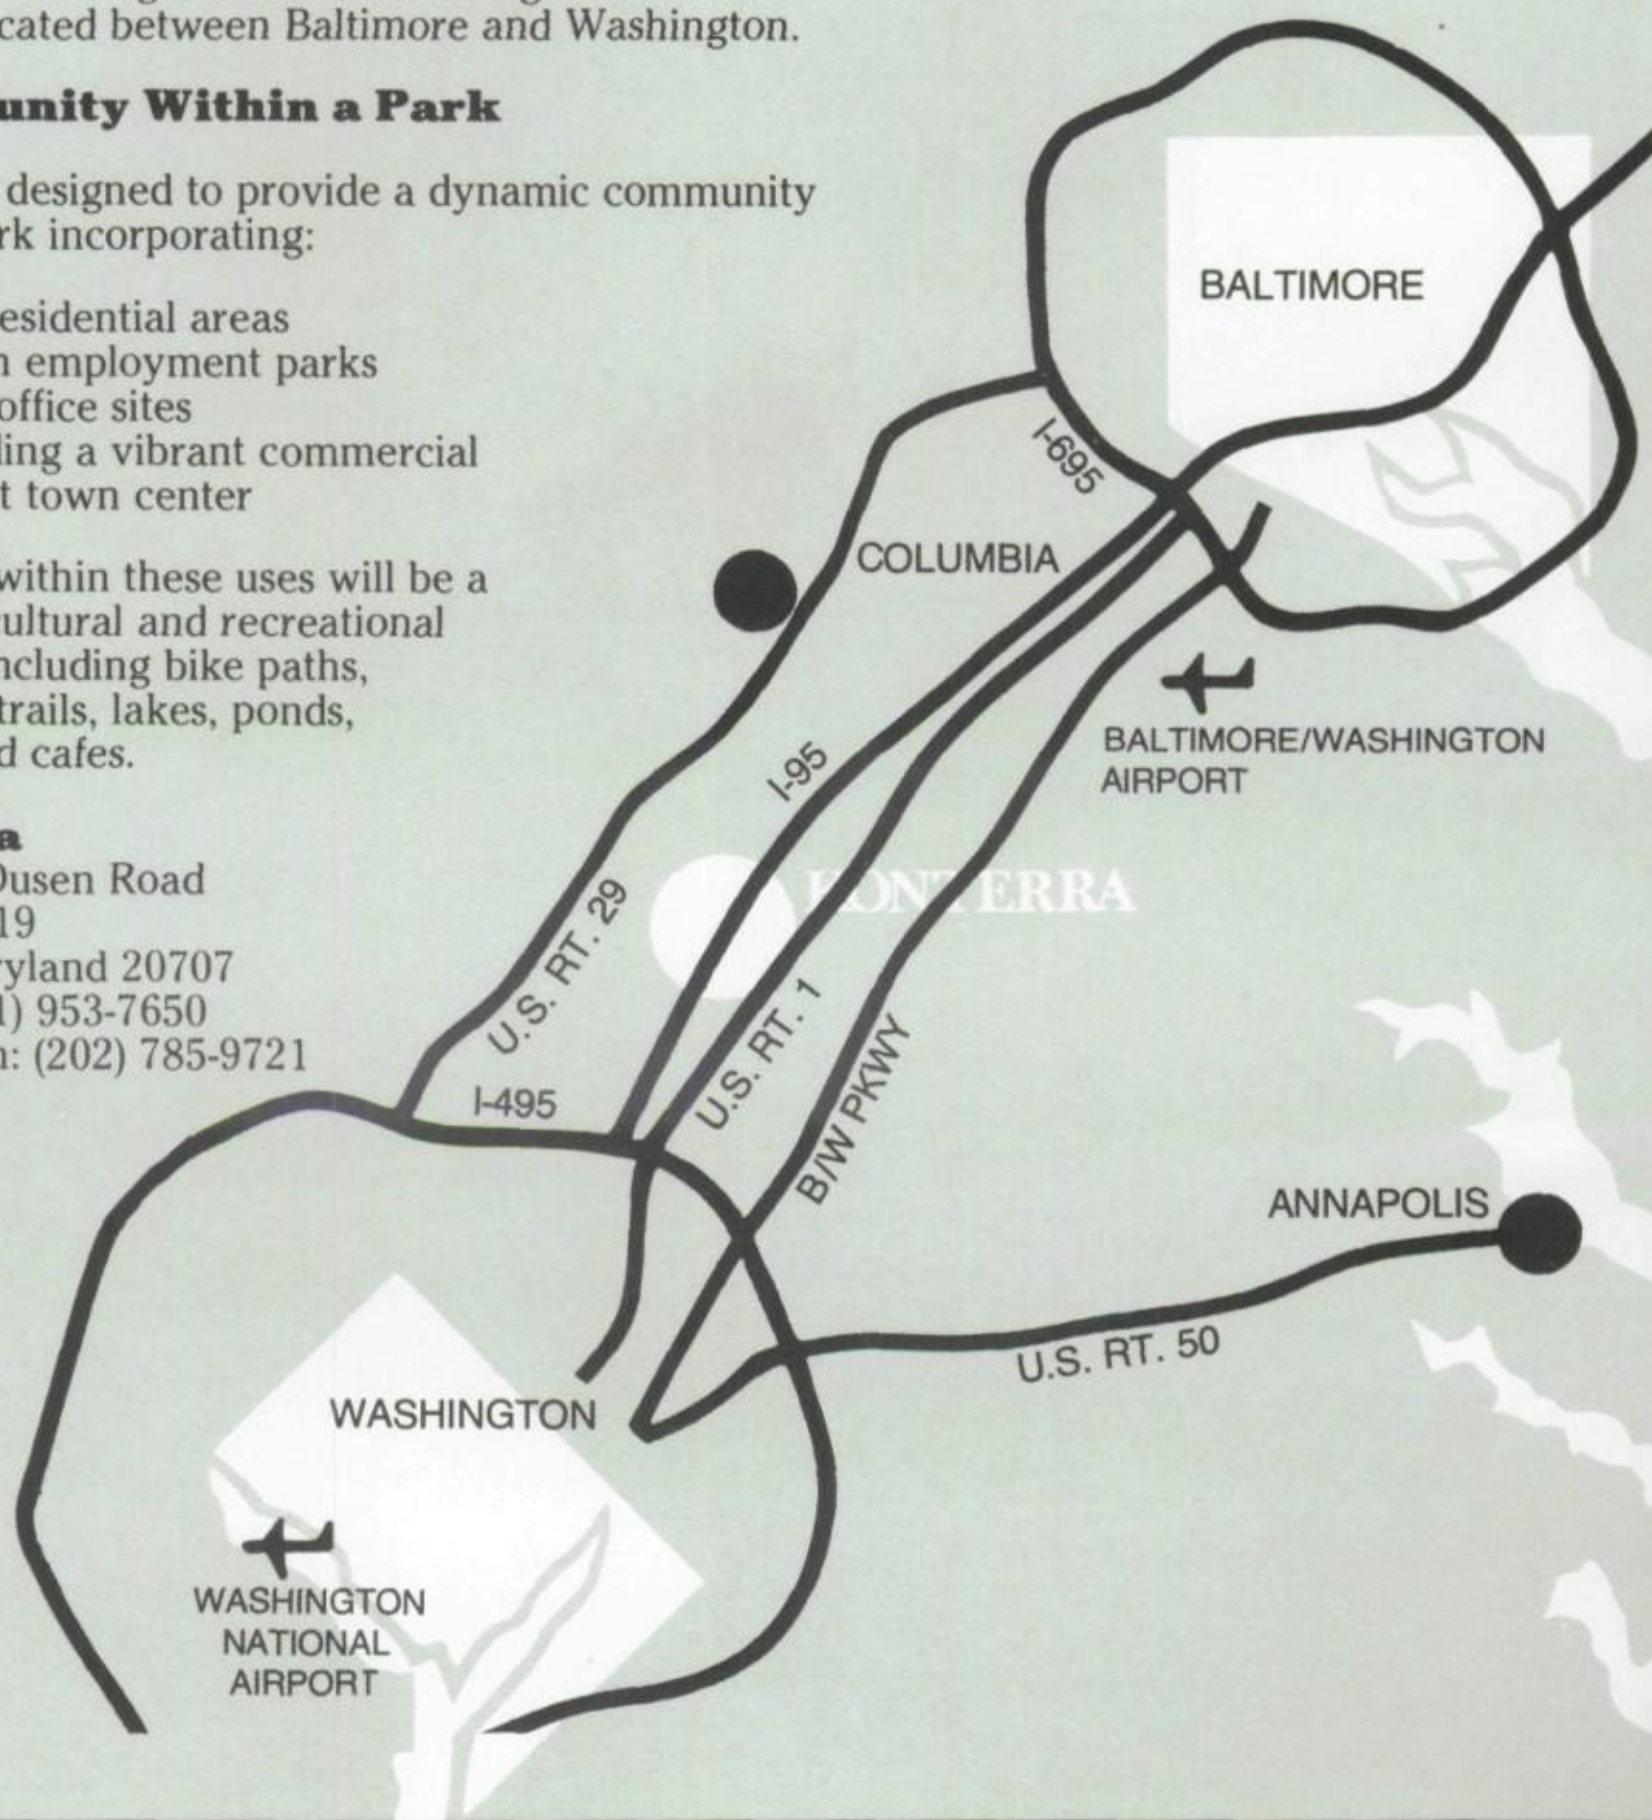 cated between Baltimore and Washington.
unity Within a Park
designed to provide a dynamic community
rk incorporating:
esidential areas
n employment parks
office sites
ling a vibrant commercial
t town center
within these uses will be a
cultural and recreational
ncluding bike paths,
trails, lakes, ponds,
d cafes.
a
Dusen Road
19
ryland 20707
1) 953-7650
n: (202) 785-9721
BALTIMORE
I-695
COLUMBIA
BALTIMORE/WASHINGTON
AIRPORT
I-95
KONTERRA
U.S. RT. 29
U.S. RT. 1
B/W PKWY
I-495
ANNAPOLIS
U.S. RT. 50
WASHINGTON
WASHINGTON
NATIONAL
AIRPORT